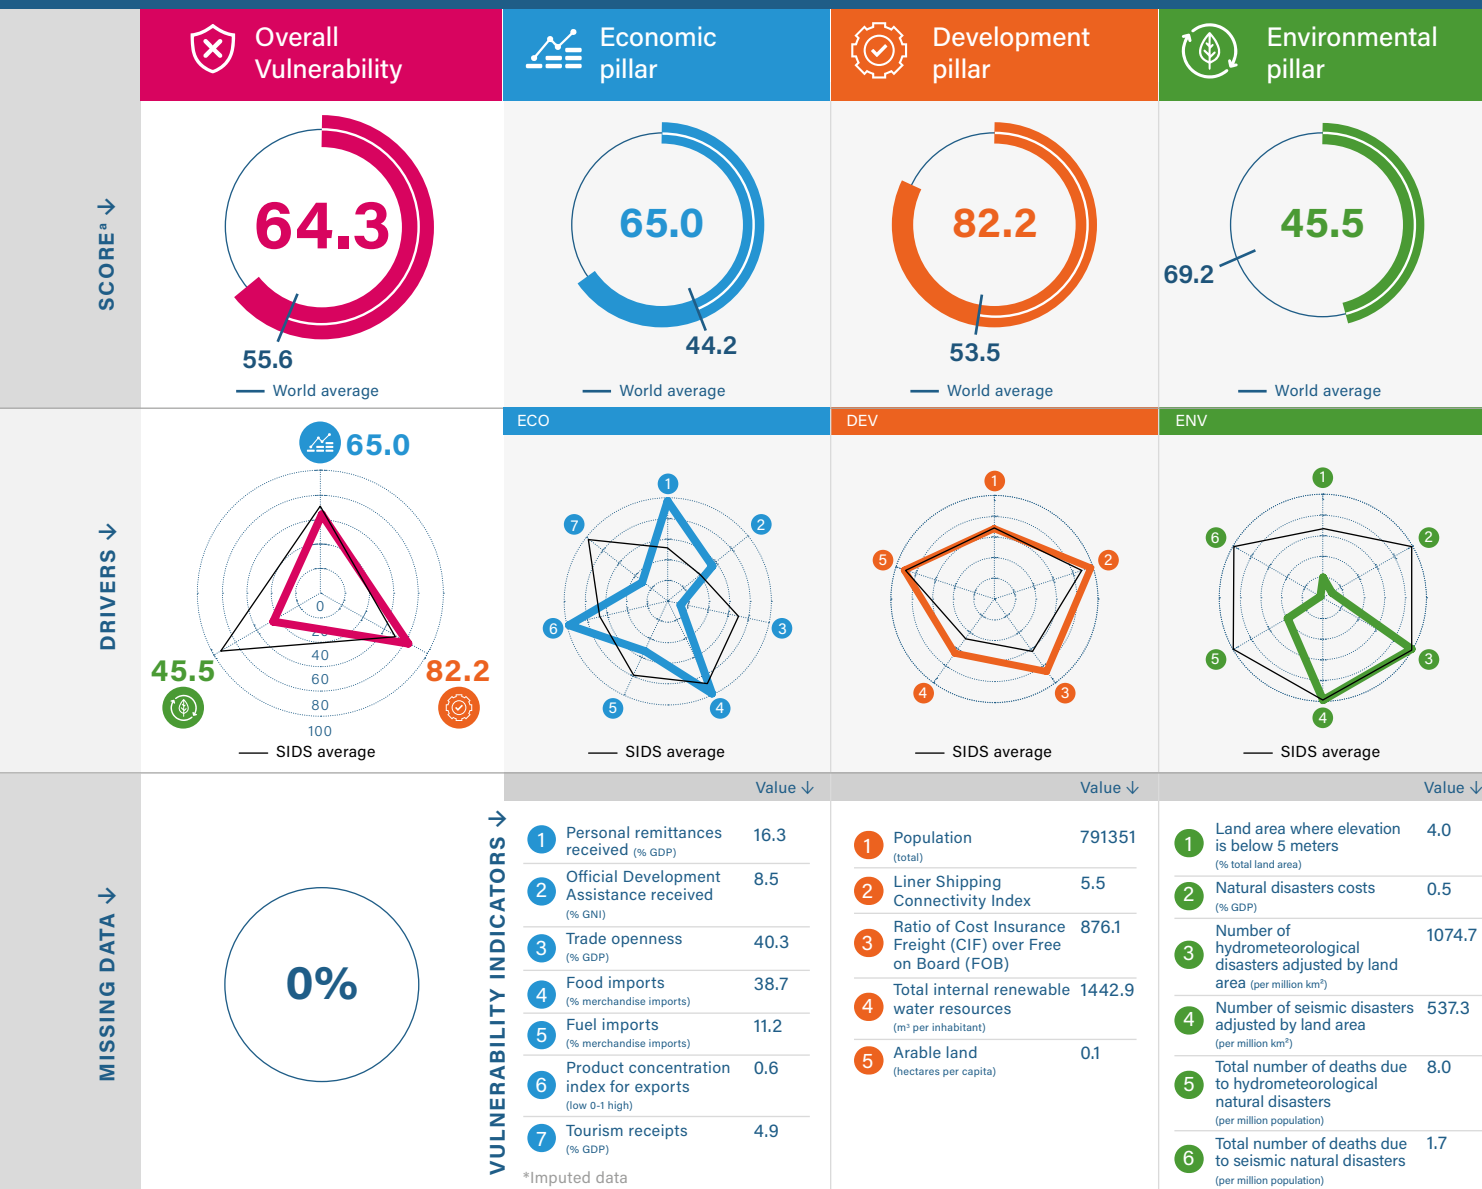 Overall
Vulnerability
Economic
pillar
Development
pillar
Environmental
pillar
SCOREª →
64.3
55.6
World average
65.0
44.2
World average
82.2
53.5
World average
45.5
69.2
World average
DRIVERS →
65.0
0
20
40
60
80
100
45.5
82.2
SIDS average
ECO
1
2
3
4
5
6
7
SIDS average
DEV
1
2
3
4
5
SIDS average
ENV
1
2
3
4
5
6
SIDS average
MISSING DATA →
0%
VULNERABILITY INDICATORS →
Value ↓
1 Personal remittances 16.3
received (% GDP)
2 Official Development 8.5
Assistance received
(% GNI)
3 Trade openness 40.3
(% GDP)
4 Food imports 38.7
(% merchandise imports)
5 Fuel imports 11.2
(% merchandise imports)
6 Product concentration 0.6
index for exports
(low 0-1 high)
7 Tourism receipts 4.9
(% GDP)
*Imputed data
Value ↓
1 Population 791351
(total)
2 Liner Shipping 5.5
Connectivity Index
3 Ratio of Cost Insurance 876.1
Freight (CIF) over Free
on Board (FOB)
4 Total internal renewable 1442.9
water resources
(m³ per inhabitant)
5 Arable land 0.1
(hectares per capita)
Value ↓
1 Land area where elevation 4.0
is below 5 meters
(% total land area)
2 Natural disasters costs 0.5
(% GDP)
3 Number of 1074.7
hydrometeorological
disasters adjusted by land
area (per million km²)
4 Number of seismic disasters 537.3
adjusted by land area
(per million km²)
5 Total number of deaths due 8.0
to hydrometeorological
natural disasters
(per million population)
6 Total number of deaths due 1.7
to seismic natural disasters
(per million population)